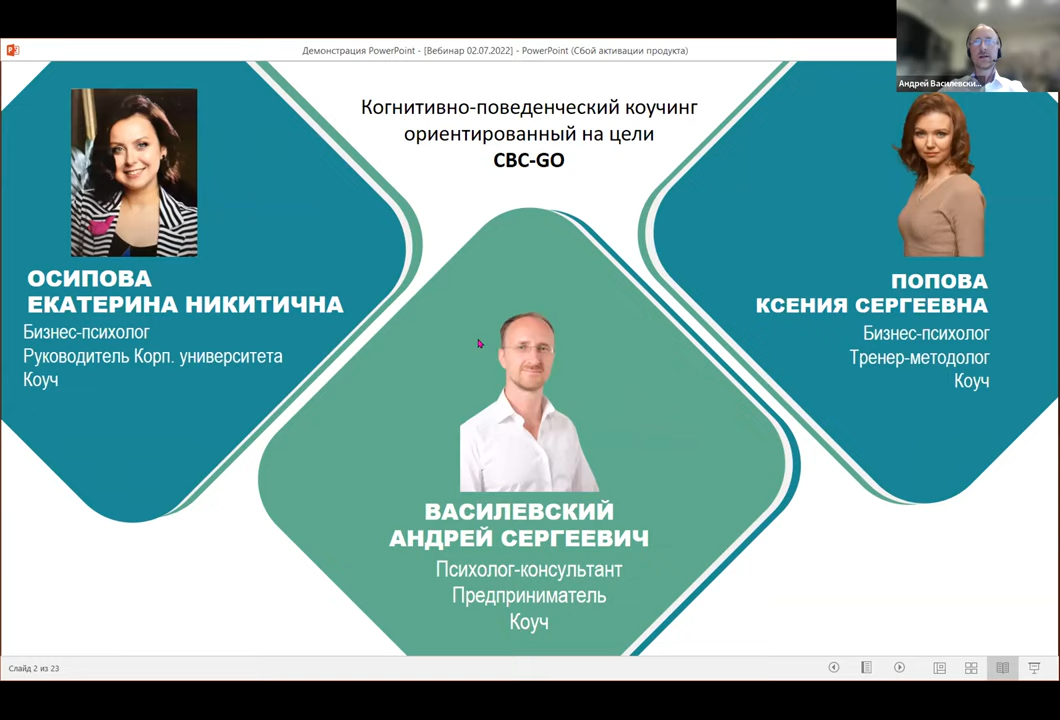 Демонстрация PowerPoint - [Вебинар 02.07.2022] - PowerPoint (Сбой активации продукта)
Андрей Василевски...
Когнитивно-поведенческий коучинг
ориентированный на цели
CBC-GO
ОСИПОВА
ЕКАТЕРИНА НИКИТИЧНА
Бизнес-психолог
Руководитель Корп. университета
Коуч
ПОПОВА
КСЕНИЯ СЕРГЕЕВНА
Бизнес-психолог
Тренер-методолог
Коуч
ВАСИЛЕВСКИЙ
АНДРЕЙ СЕРГЕЕВИЧ
Психолог-консультант
Предприниматель
Коуч
Слайд 2 из 23